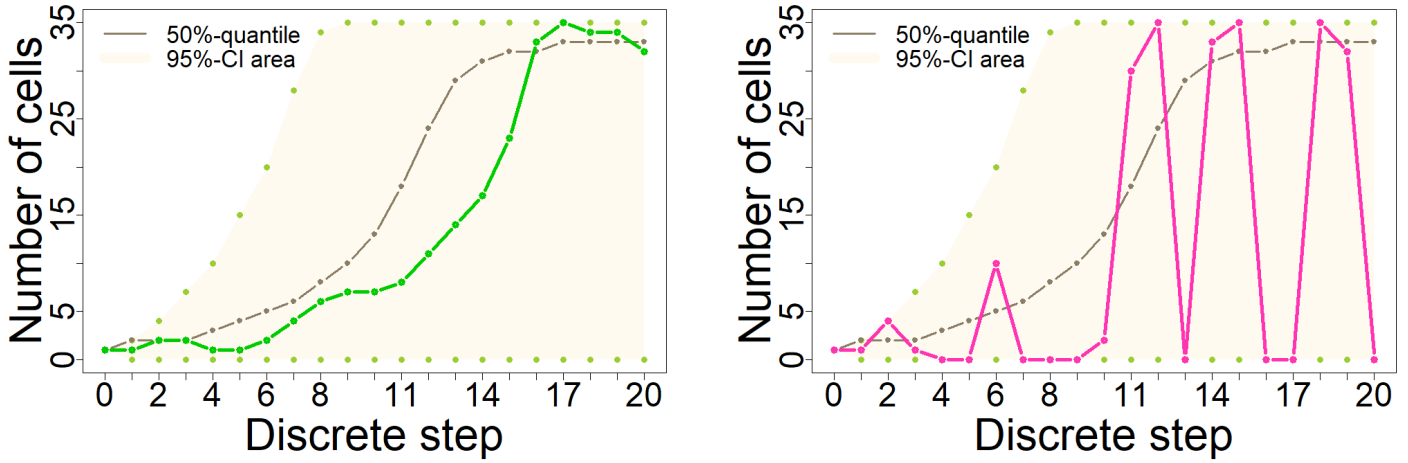 50%-quantile
95%-CI area
Number of cells
35
25
15
5
0
0 2 4 6 8 11 14 17 20
Discrete step
50%-quantile
95%-CI area
Number of cells
35
25
15
5
0
0 2 4 6 8 11 14 17 20
Discrete step